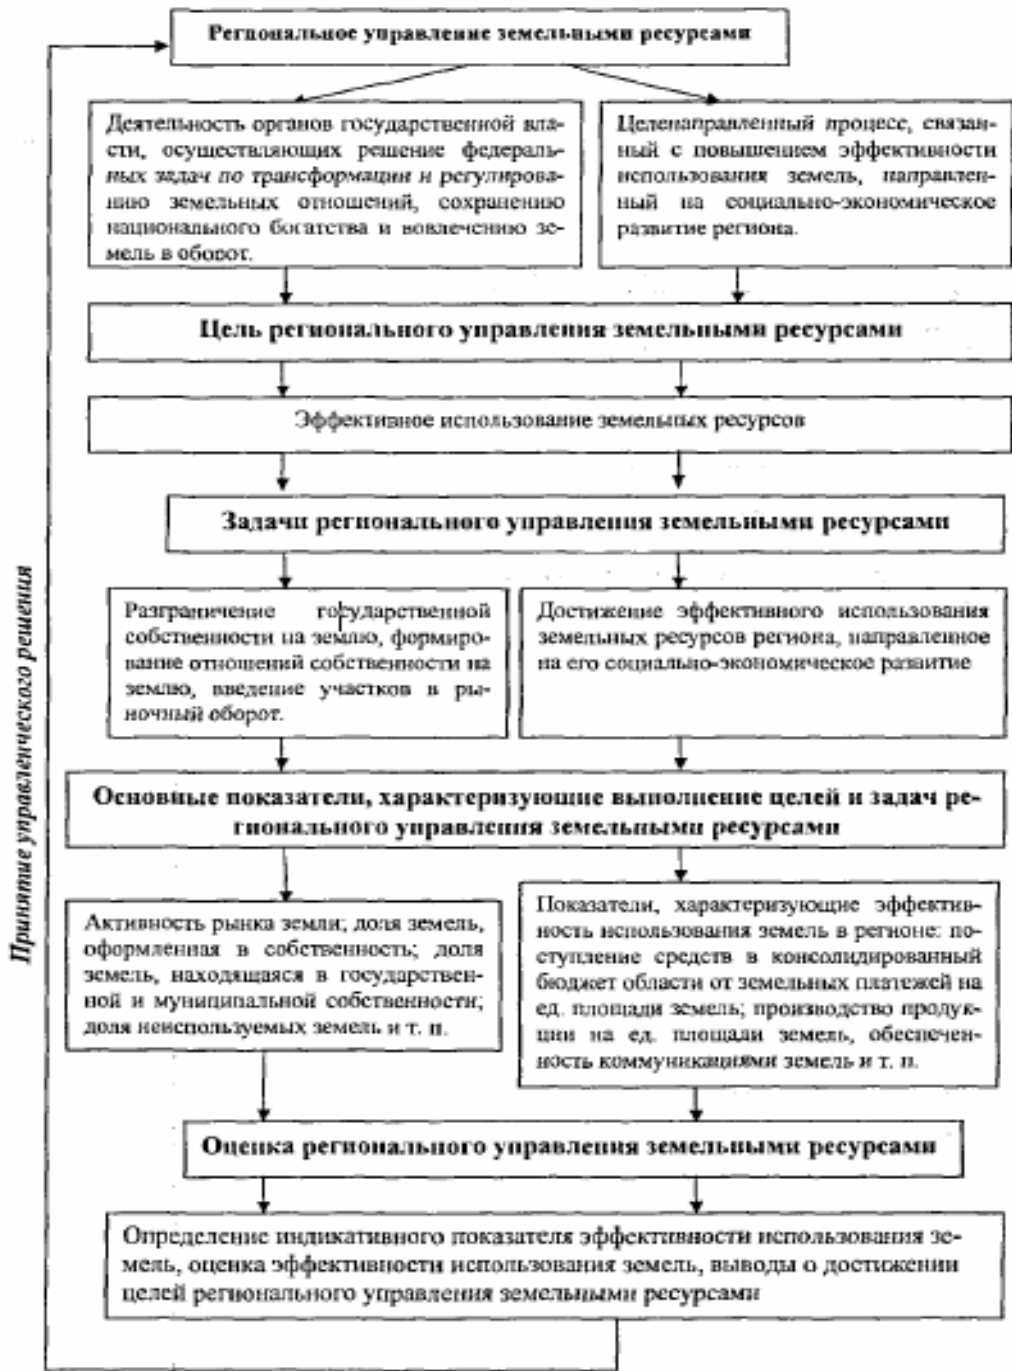 Региональное управление земельными ресурсами
Деятельность органов государственной вла-
сти, осуществляющих решение федераль-
ных задач по трансформации и регулирова-
нию земельных отношений, сохранению
национального богатства и вовлечению зе-
мель в оборот.
Целенаправленный процесс, связан-
ный с повышением эффективности
использования земель, направлен-
ный на социально-экономическое
развитие региона.
Цель регионального управления земельными ресурсами
Эффективное использование земельных ресурсов
Задачи регионального управления земельными ресурсами
Разграничение государственной
собственности на землю, формиро-
вание отношений собственности на
землю, введение участков в ры-
ночный оборот.
Достижение эффективного использования
земельных ресурсов региона, направленное
на его социально-экономическое развитие
Основные показатели, характеризующие выполнение целей и задач ре-
гионального управления земельными ресурсами
Активность рынка земли; доля земель,
оформленная в собственность; доля
земель, находящаяся в государствен-
ной и муниципальной собственности;
доля неиспользуемых земель и т. п.
Показатели, характеризующие эффектив-
ность использования земель в регионе: по-
ступление средств в консолидированный
бюджет области от земельных платежей на
ед. площади земель; производство продук-
ции на ед. площади земель, обеспечен-
ность коммуникациями земель и т. п.
Оценка регионального управления земельными ресурсами
Определение индикативного показателя эффективности использования зе-
мель, оценка эффективности использования земель, выводы о достижении
целей регионального управления земельными ресурсами
Принятие управленческого решения